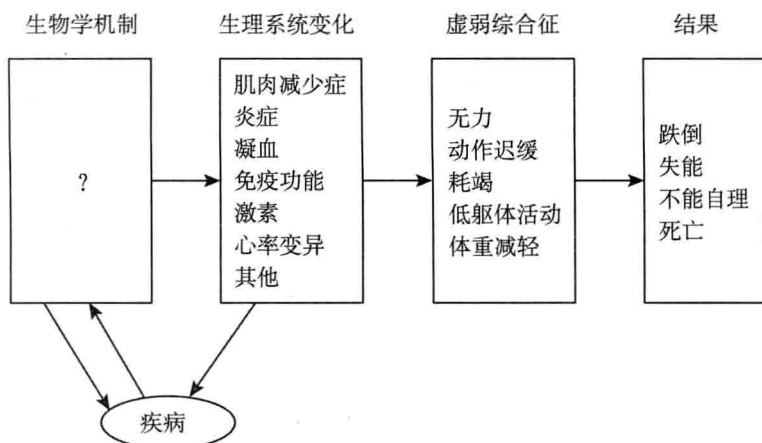 生物学机制
生理系统变化
虚弱综合征
结果
?
肌肉减少症
炎症
凝血
免疫功能
激素
心率变异
其他
无力
动作迟缓
耗竭
低躯体活动
体重减轻
跌倒
失能
不能自理
死亡
疾病